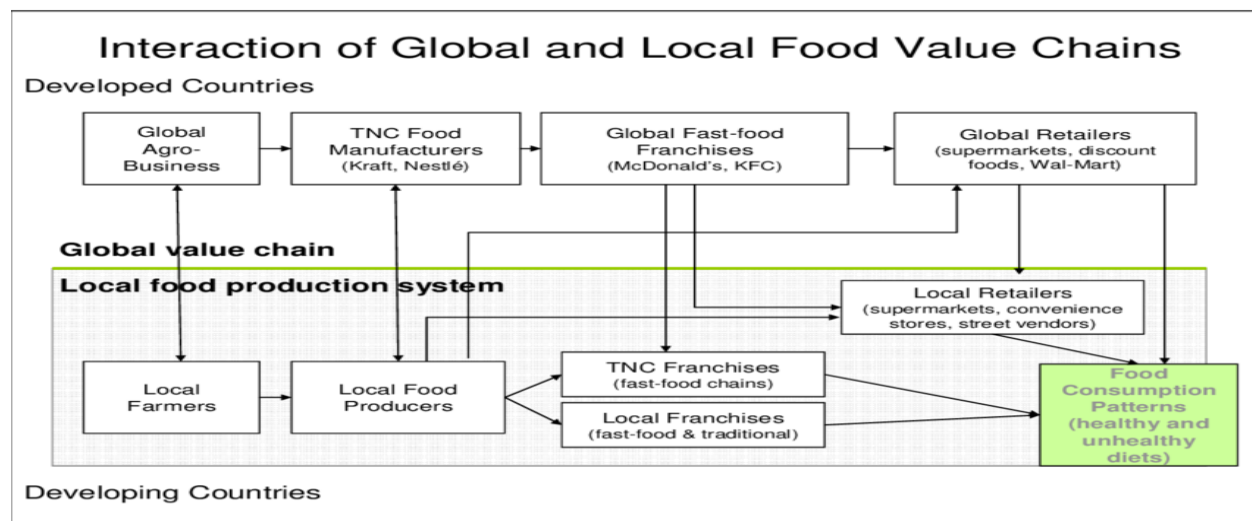 Interaction of Global and Local Food Value Chains
Developed Countries
Global
Agro-
Business
TNC Food
Manufacturers
(Kraft, Nestlé)
Global Fast-food
Franchises
(McDonald's, KFC)
Global Retailers
(supermarkets, discount
foods, Wal-Mart)
Global value chain
Local food production system
Local Retailers
(supermarkets, convenience
stores, street vendors)
Local
Farmers
Local Food
Producers
TNC Franchises
(fast-food chains)
Local Franchises
(fast-food & traditional)
Food
Consumption
Patterns
(healthy and
unhealthy
diets)
Developing Countries